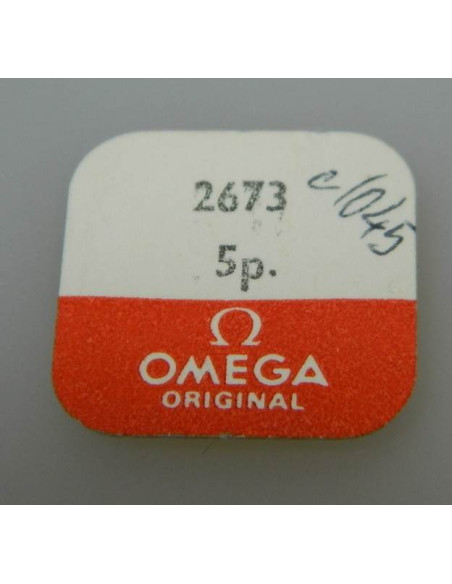 2673
c/1045
5p.
Ω
OMEGA
ORIGINAL